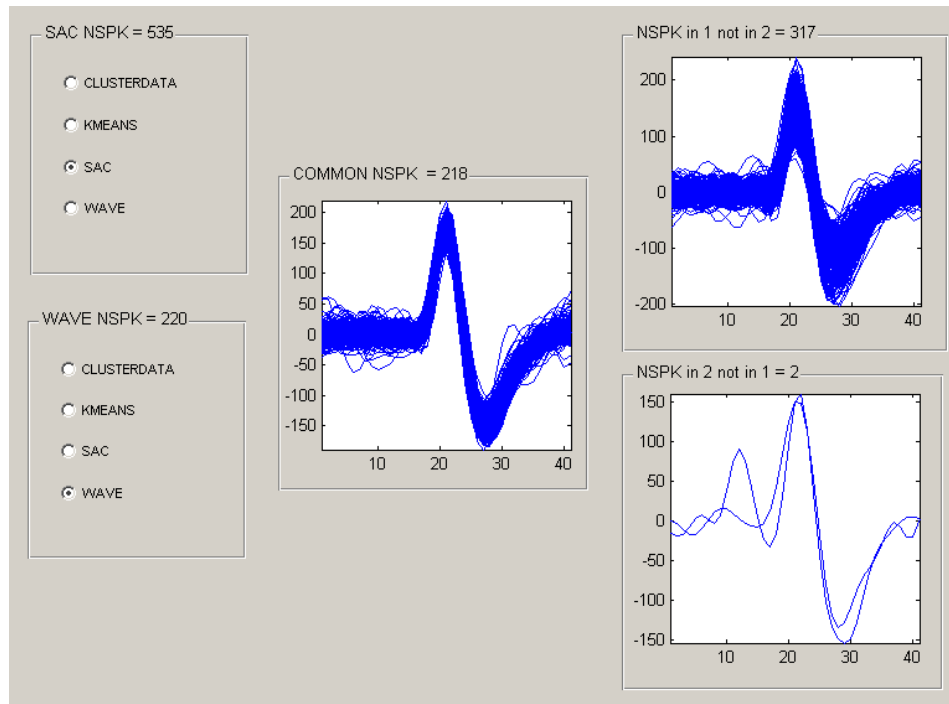 SAC NSPK = 535
CLUSTERDATA
KMEANS
SAC
WAVE
WAVE NSPK = 220
CLUSTERDATA
KMEANS
SAC
WAVE
COMMON NSPK = 218
200
150
100
50
0
-50
-100
-150
10 20 30 40
NSPK in 1 not in 2 = 317
200
100
0
-100
-200
10 20 30 40
NSPK in 2 not in 1 = 2
150
100
50
0
-50
-100
-150
10 20 30 40